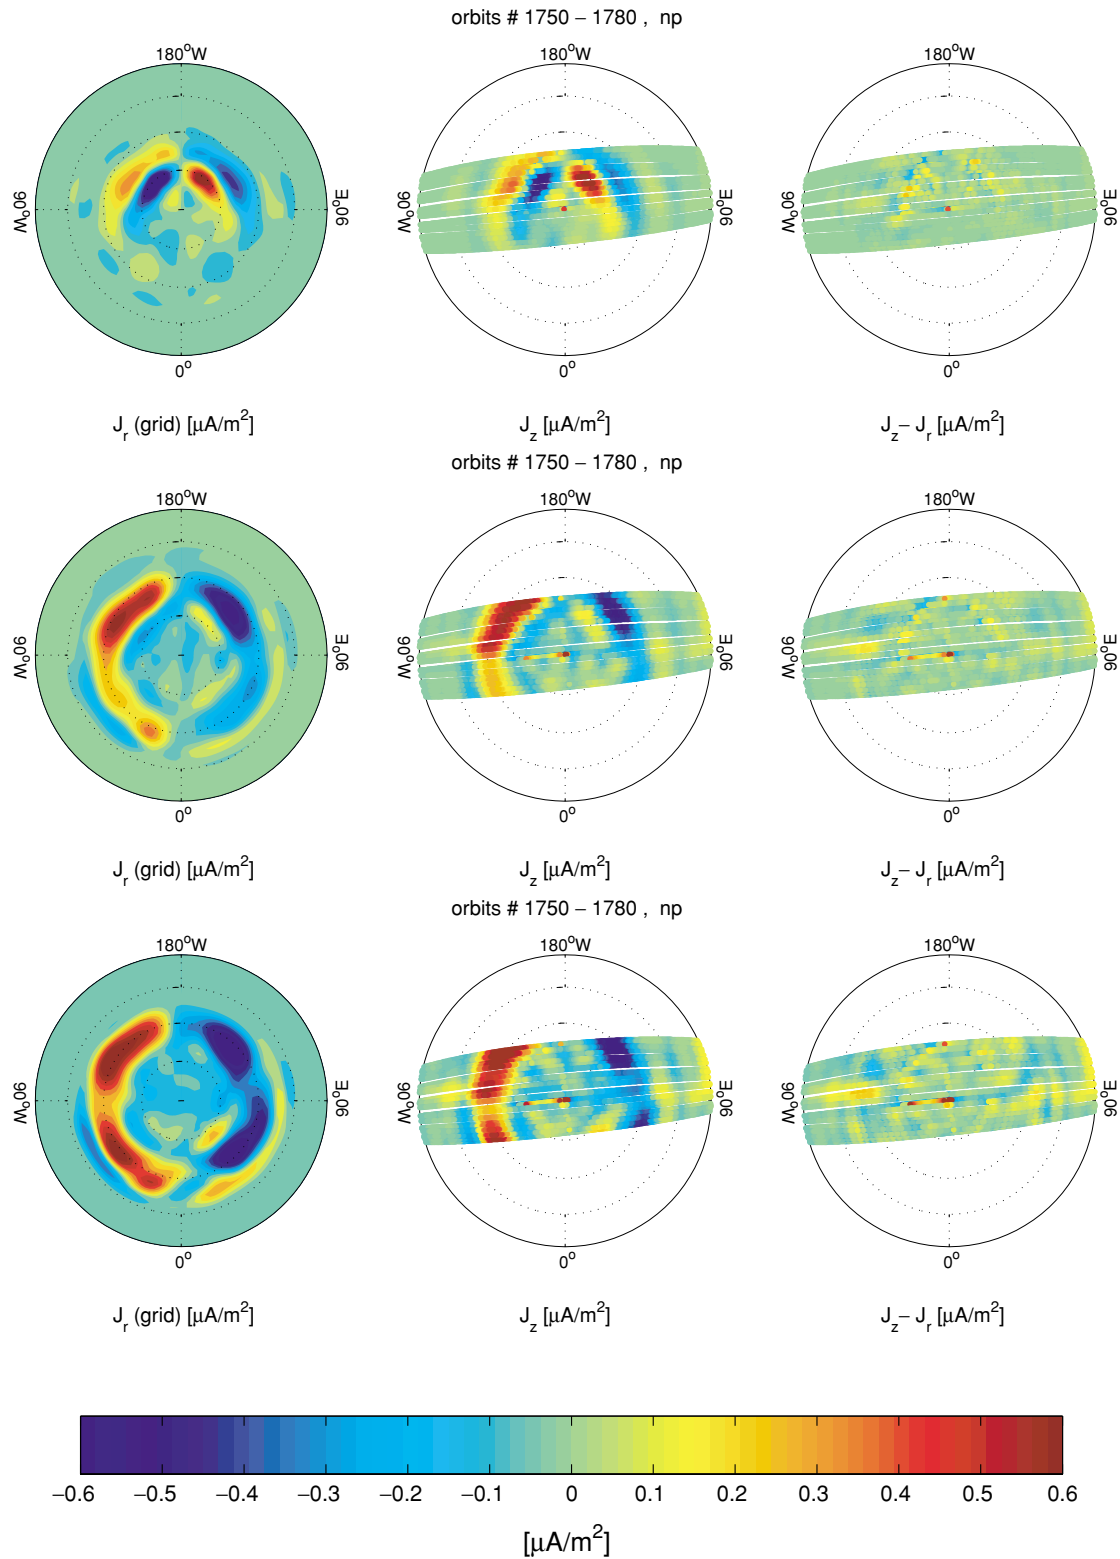 orbits # 1750 – 1780 , np
180°W 180°W 180°W
90°W 90°E 90°W 90°E 90°W 90°E
0° 0° 0°
J_r (grid) [μA/m²] J_z [μA/m²] J_z– J_r [μA/m²]
orbits # 1750 – 1780 , np
180°W 180°W 180°W
90°W 90°E 90°W 90°E 90°W 90°E
0° 0° 0°
J_r (grid) [μA/m²] J_z [μA/m²] J_z– J_r [μA/m²]
orbits # 1750 – 1780 , np
180°W 180°W 180°W
90°W 90°E 90°W 90°E 90°W 90°E
0° 0° 0°
J_r (grid) [μA/m²] J_z [μA/m²] J_z– J_r [μA/m²]
−0.6 −0.5 −0.4 −0.3 −0.2 −0.1 0 0.1 0.2 0.3 0.4 0.5 0.6
[μA/m²]